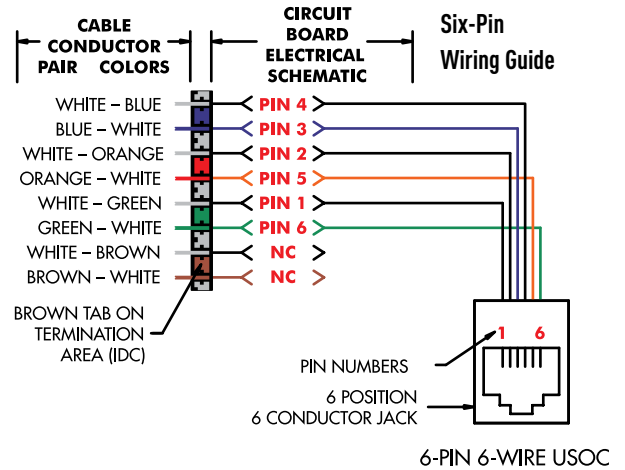 CABLE
CONDUCTOR
PAIR COLORS
CIRCUIT
BOARD
ELECTRICAL
SCHEMATIC
Six-Pin
Wiring Guide
WHITE – BLUE PIN 4
BLUE – WHITE PIN 3
WHITE – ORANGE PIN 2
ORANGE – WHITE PIN 5
WHITE – GREEN PIN 1
GREEN – WHITE PIN 6
WHITE – BROWN NC
BROWN – WHITE NC
BROWN TAB ON
TERMINATION
AREA (IDC)
1 6
PIN NUMBERS
6 POSITION
6 CONDUCTOR JACK
6-PIN 6-WIRE USOC